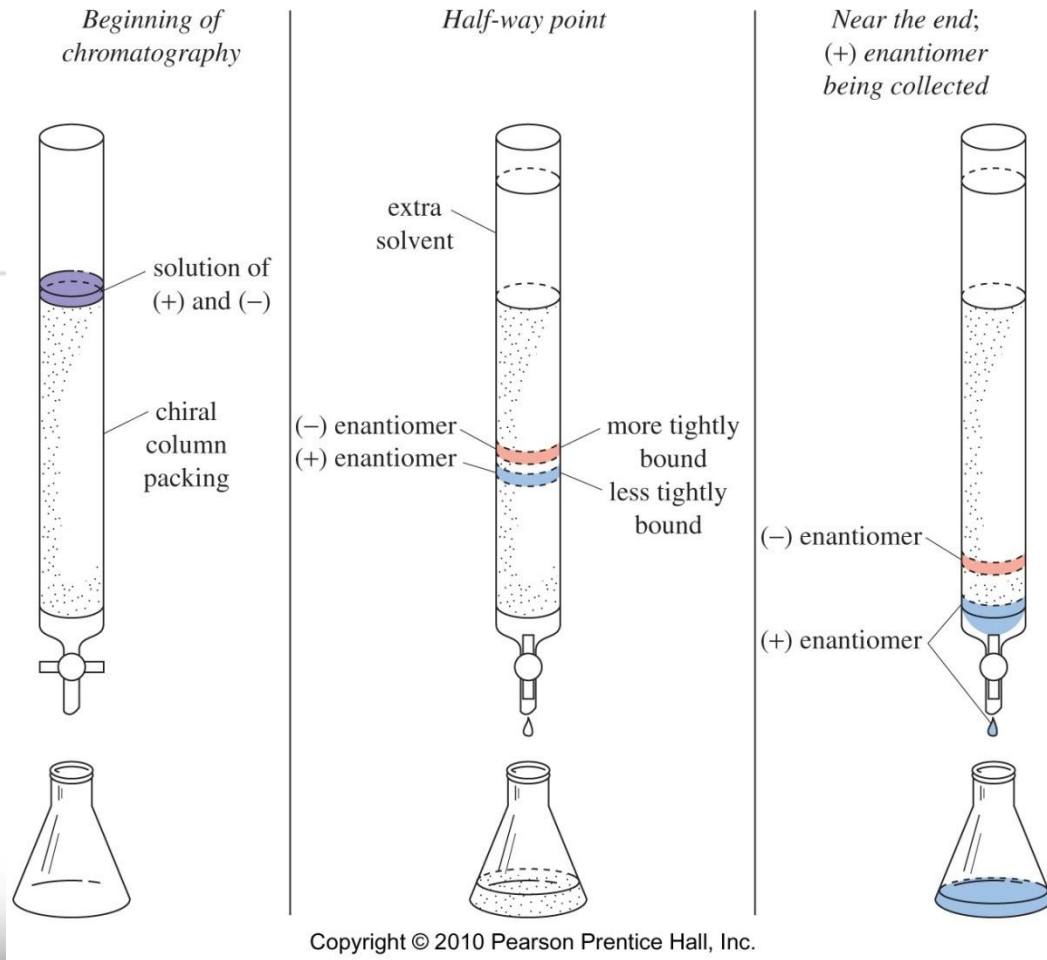 Beginning of
chromatography
solution of
(+) and (−)
chiral
column
packing
Half-way point
extra
solvent
(−) enantiomer
(+) enantiomer
more tightly
bound
less tightly
bound
Near the end;
(+) enantiomer
being collected
(−) enantiomer
(+) enantiomer
Copyright © 2010 Pearson Prentice Hall, Inc.